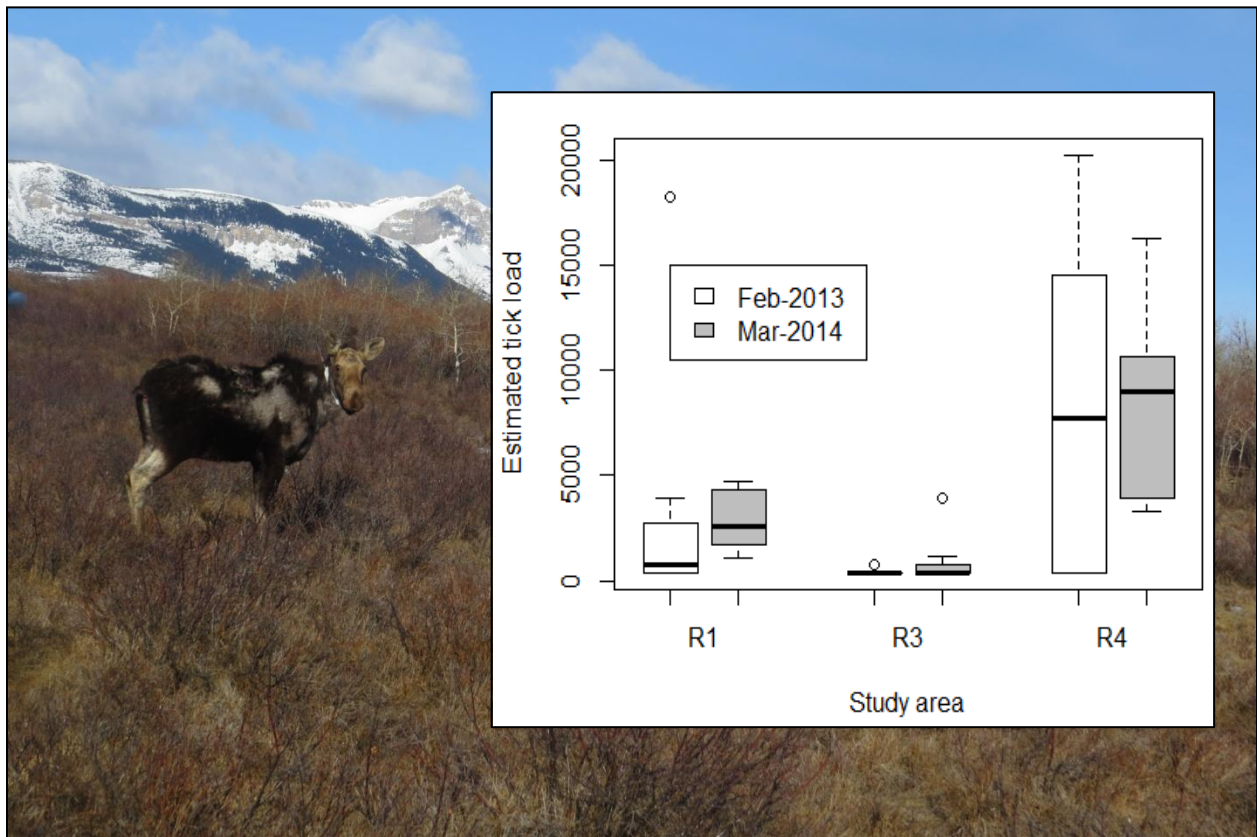 Estimated tick load
20000
15000
10000
5000
0
Feb-2013
Mar-2014
R1 R3 R4
Study area